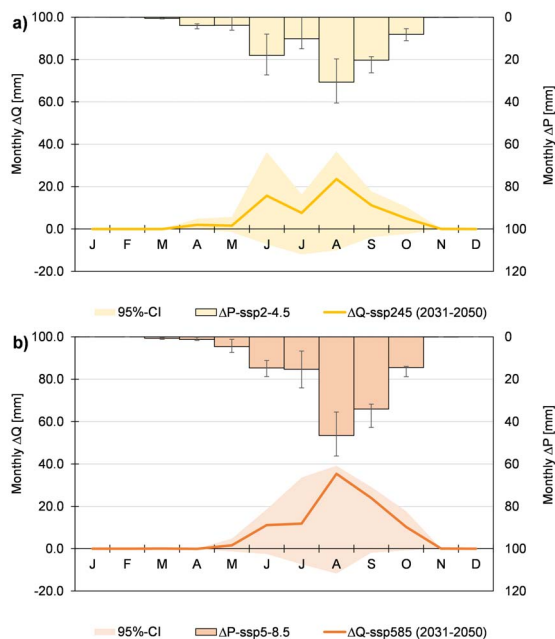 a)
100.0
80.0
60.0
40.0
20.0
0.0
-20.0
Monthly ΔQ [mm]
0
20
40
60
80
100
120
Monthly ΔP [mm]
J F M A M J J A S O N D
95%-CI ΔP-ssp2-4.5 ΔQ-ssp245 (2031-2050)
b)
100.0
80.0
60.0
40.0
20.0
0.0
-20.0
Monthly ΔQ [mm]
0
20
40
60
80
100
120
Monthly ΔP [mm]
J F M A M J J A S O N D
95%-CI ΔP-ssp5-8.5 ΔQ-ssp585 (2031-2050)